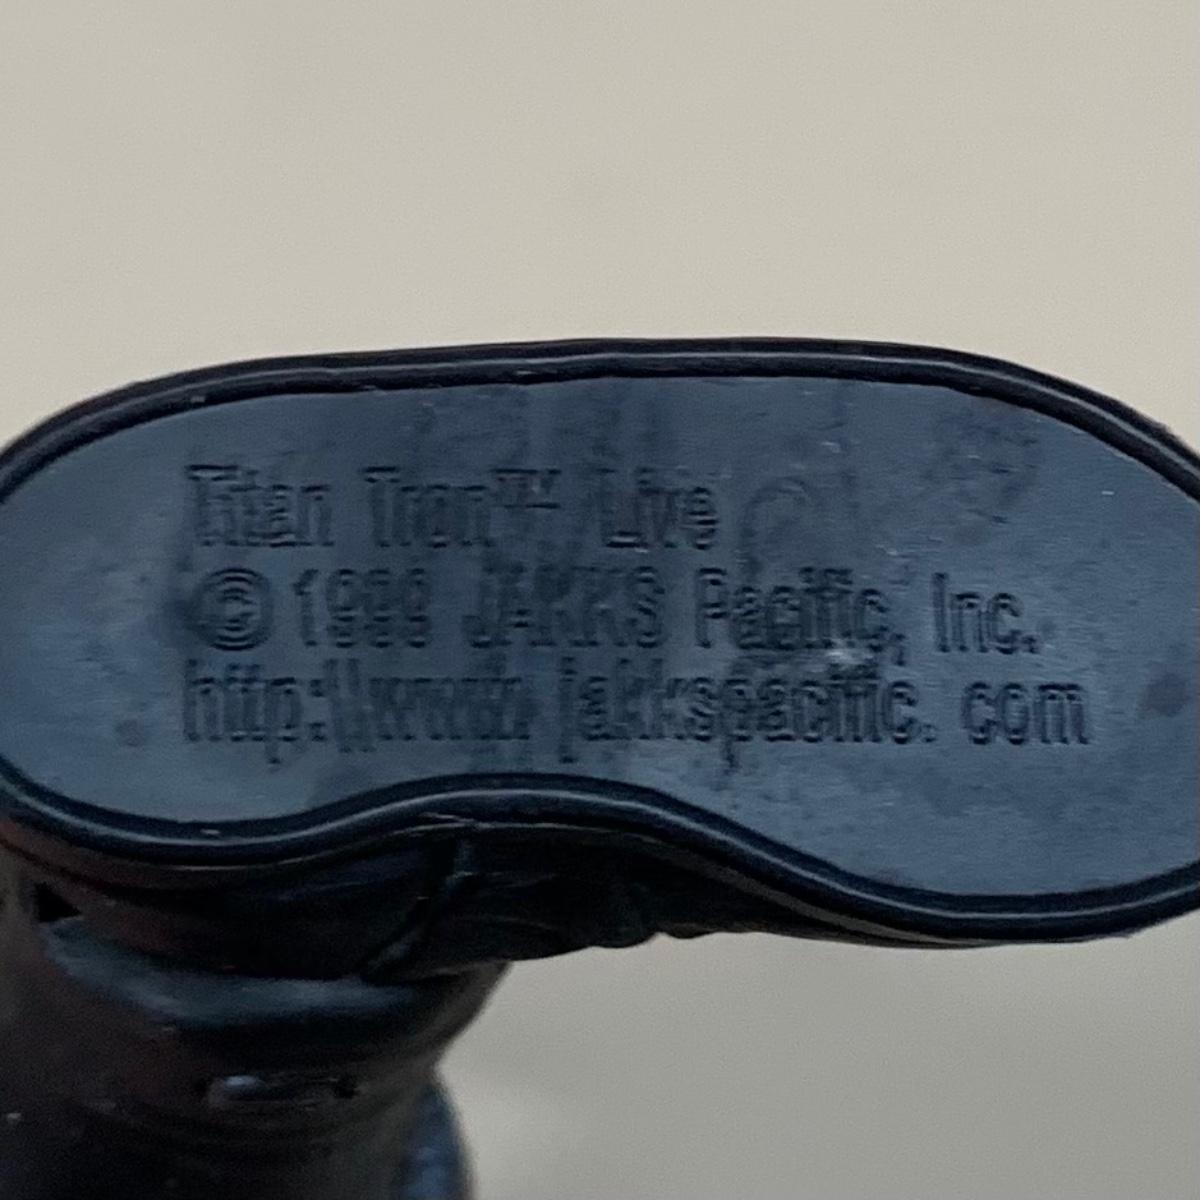 Titan Tron™ Live
© 1999 JAKKS Pacific, Inc.
http:\\www. jakkspacific. com